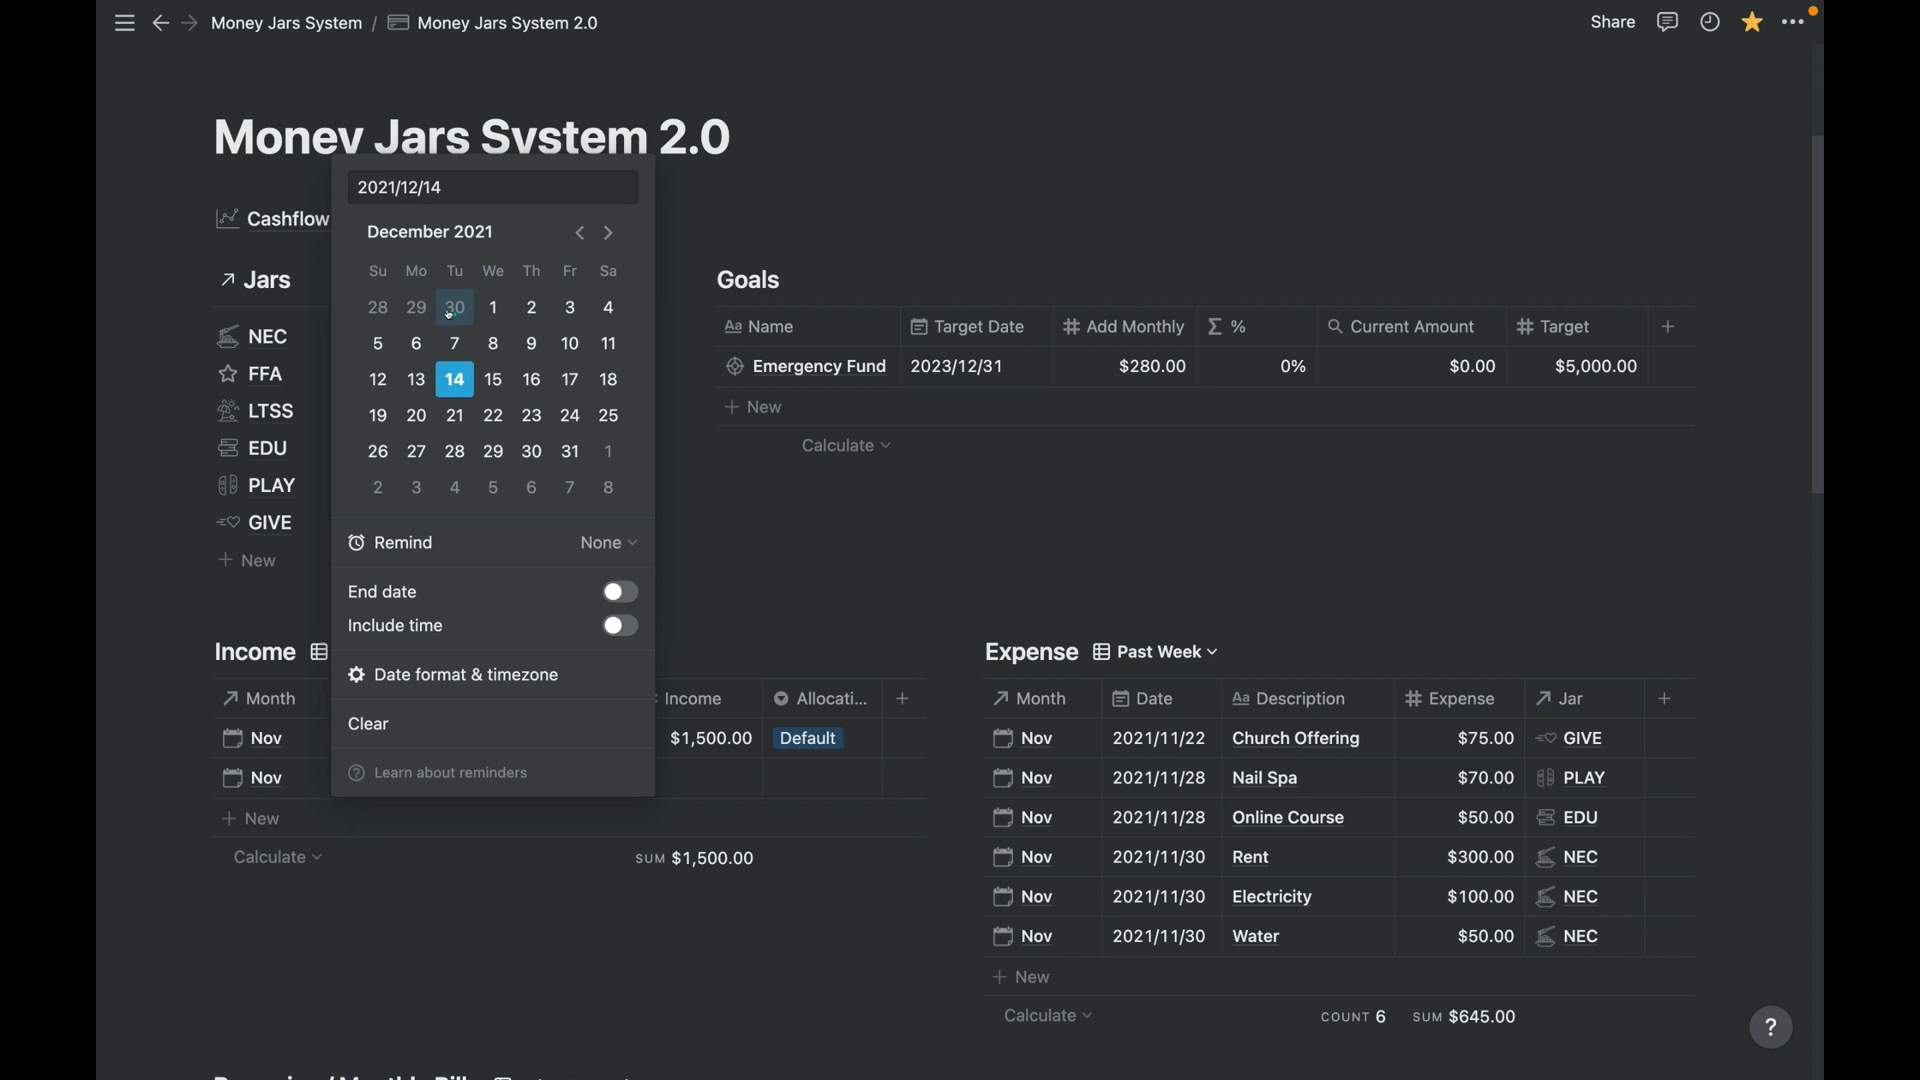 Money Jars System / Money Jars System 2.0
Share
Money Jars System 2.0
Cashflow
Jars
NEC
FFA
LTSS
EDU
PLAY
GIVE
New
2021/12/14
December 2021
Su Mo Tu We Th Fr Sa
28 29 30 1 2 3 4
5 6 7 8 9 10 11
12 13 14 15 16 17 18
19 20 21 22 23 24 25
26 27 28 29 30 31 1
2 3 4 5 6 7 8
Remind None
End date
Include time
Date format & timezone
Clear
Learn about reminders
Goals
Aa Name Target Date # Add Monthly Σ % Current Amount # Target +
Emergency Fund 2023/12/31 $280.00 0% $0.00 $5,000.00
+ New
Calculate
Income
Month Income Allocati... +
Nov $1,500.00 Default
Nov
+ New
Calculate SUM $1,500.00
Expense Past Week
Month Date Aa Description # Expense Jar +
Nov 2021/11/22 Church Offering $75.00 GIVE
Nov 2021/11/28 Nail Spa $70.00 PLAY
Nov 2021/11/28 Online Course $50.00 EDU
Nov 2021/11/30 Rent $300.00 NEC
Nov 2021/11/30 Electricity $100.00 NEC
Nov 2021/11/30 Water $50.00 NEC
+ New
Calculate COUNT 6 SUM $645.00
?